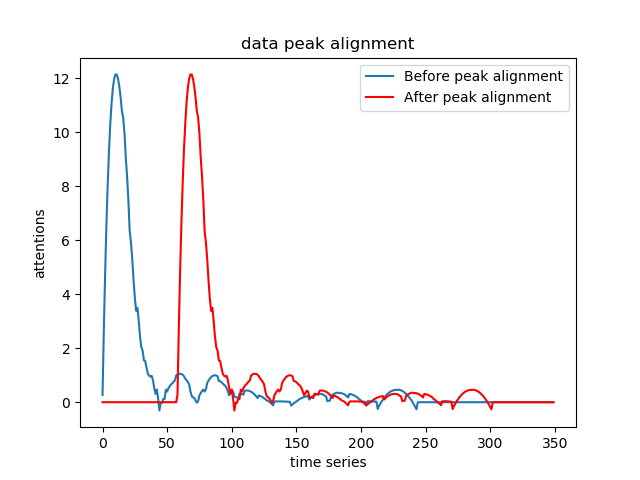 data peak alignment
Before peak alignment
After peak alignment
attentions
12
10
8
6
4
2
0
0 50 100 150 200 250 300 350
time series